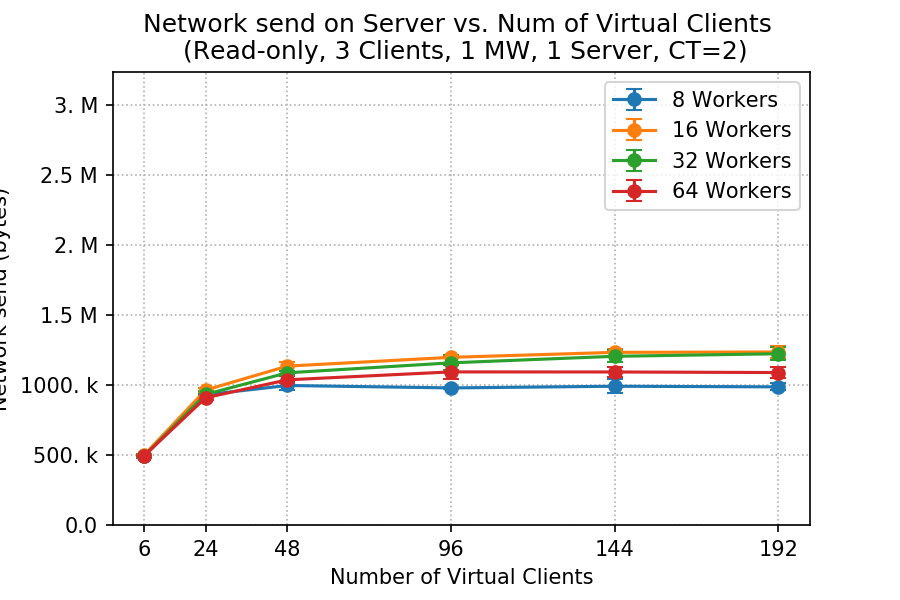 Network send on Server vs. Num of Virtual Clients
(Read-only, 3 Clients, 1 MW, 1 Server, CT=2)
Network send (bytes)
3. M
2.5 M
2. M
1.5 M
1000. k
500. k
0.0
8 Workers
16 Workers
32 Workers
64 Workers
6 24 48 96 144 192
Number of Virtual Clients